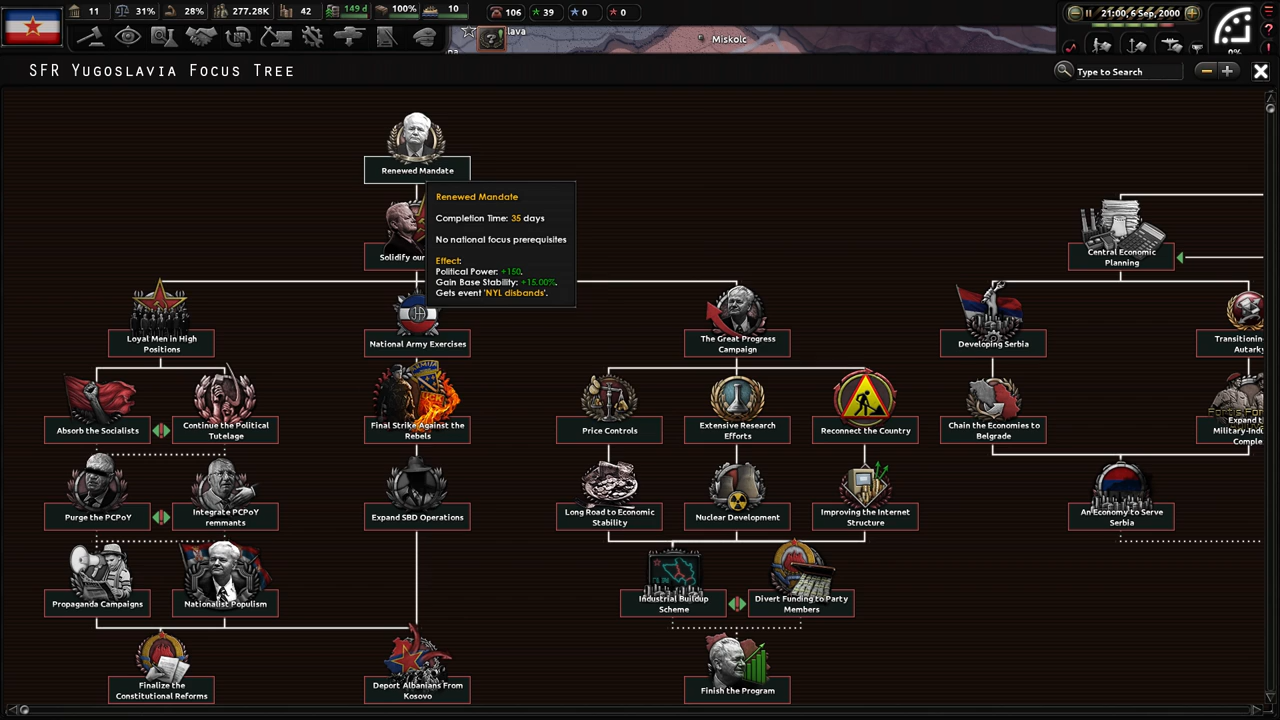 11
31%
28%
277.28K
42
149 d
100%
10
106
39
0
0
21:00, 6 Sep, 2000
0%
Miskolc
SFR Yugoslavia Focus Tree
Type to Search
Renewed Mandate
Renewed Mandate
Completion Time: 35 days
No national focus prerequisites
Effect:
Political Power: +150.
Gain Base Stability: +15.00%.
Gets event 'NYL disbands'.
Solidify our
Central Economic
Planning
Loyal Men in High
Positions
National Army Exercises
The Great Progress
Campaign
Developing Serbia
Transitioning
Autarky
Absorb the Socialists
Continue the Political
Tutelage
Final Strike Against the
Rebels
Price Controls
Extensive Research
Efforts
Reconnect the Country
Chain the Economies to
Belgrade
Expand t
Military-Indu
Comple
Purge the PCPoY
Integrate PCPoY
remnants
Expand SBD Operations
Long Road to Economic
Stability
Nuclear Development
Improving the Internet
Structure
An Economy to Serve
Serbia
Propaganda Campaigns
Nationalist Populism
Industrial Buildup
Scheme
Divert Funding to Party
Members
Finalize the
Constitutional Reforms
Deport Albanians From
Kosovo
Finish the Program